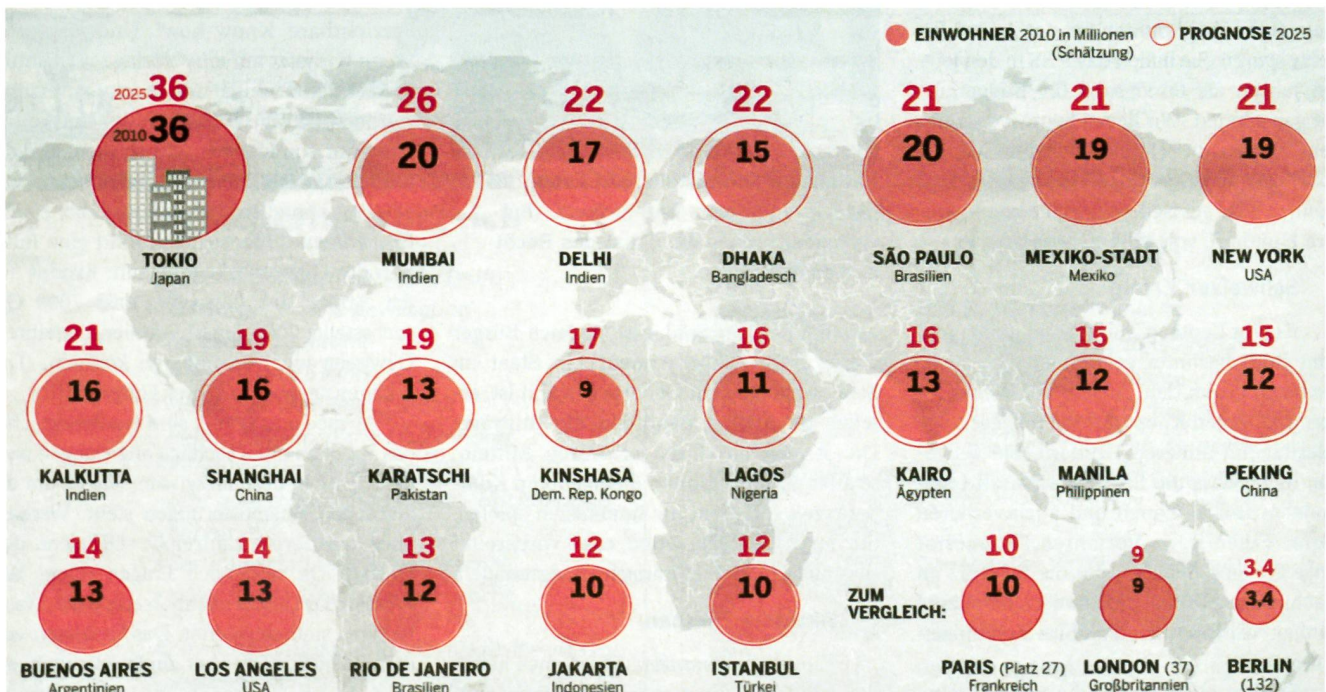 EINWOHNER 2010 in Millionen
(Schätzung)
PROGNOSE 2025
2025 36
2010 36
TOKIO
Japan
26
20
MUMBAI
Indien
22
17
DELHI
Indien
22
15
DHAKA
Bangladesch
21
20
SÃO PAULO
Brasilien
21
19
MEXIKO-STADT
Mexiko
21
19
NEW YORK
USA
21
16
KALKUTTA
Indien
19
16
SHANGHAI
China
19
13
KARATSCHI
Pakistan
17
9
KINSHASA
Dem. Rep. Kongo
16
11
LAGOS
Nigeria
16
13
KAIRO
Ägypten
15
12
MANILA
Philippinen
15
12
PEKING
China
14
13
BUENOS AIRES
Argentinien
14
13
LOS ANGELES
USA
13
12
RIO DE JANEIRO
Brasilien
12
10
JAKARTA
Indonesien
12
10
ISTANBUL
Türkei
ZUM
VERGLEICH:
10
10
PARIS (Platz 27)
Frankreich
9
9
LONDON (37)
Großbritannien
3,4
3,4
BERLIN
(132)